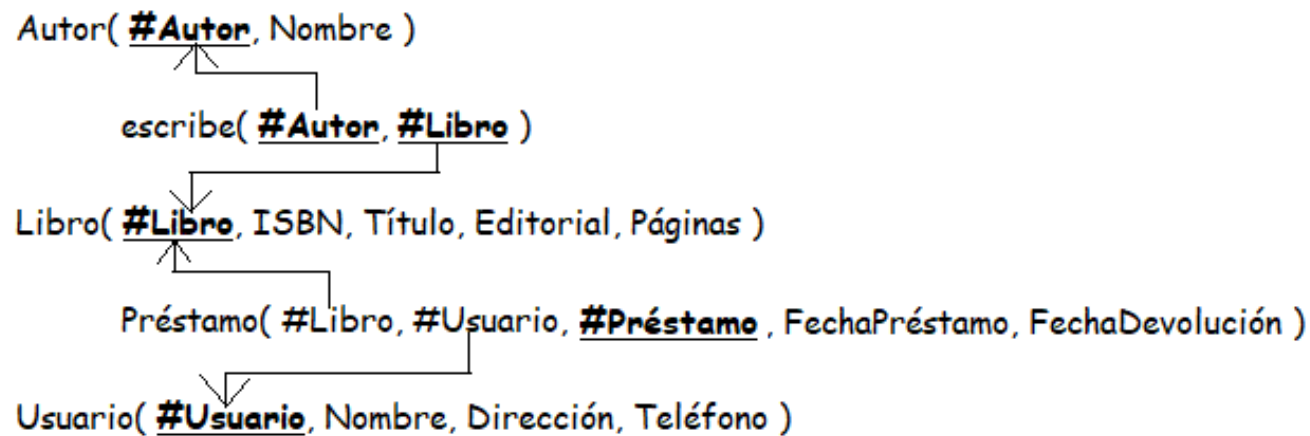 Autor( #Autor, Nombre )
escribe( #Autor, #Libro )
Libro( #Libro, ISBN, Título, Editorial, Páginas )
Préstamo( #Libro, #Usuario, #Préstamo , FechaPréstamo, FechaDevolución )
Usuario( #Usuario, Nombre, Dirección, Teléfono )